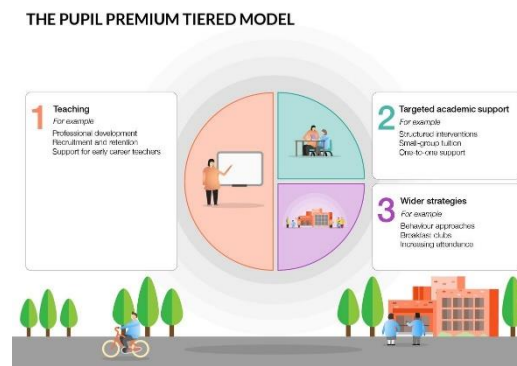 THE PUPIL PREMIUM TIERED MODEL
1
Teaching
For example
Professional development
Recruitment and retention
Support for early career teachers
2
Targeted academic support
For example
Structured interventions
Small-group tuition
One-to-one support
3
Wider strategies
For example
Behaviour approaches
Breakfast clubs
Increasing attendance